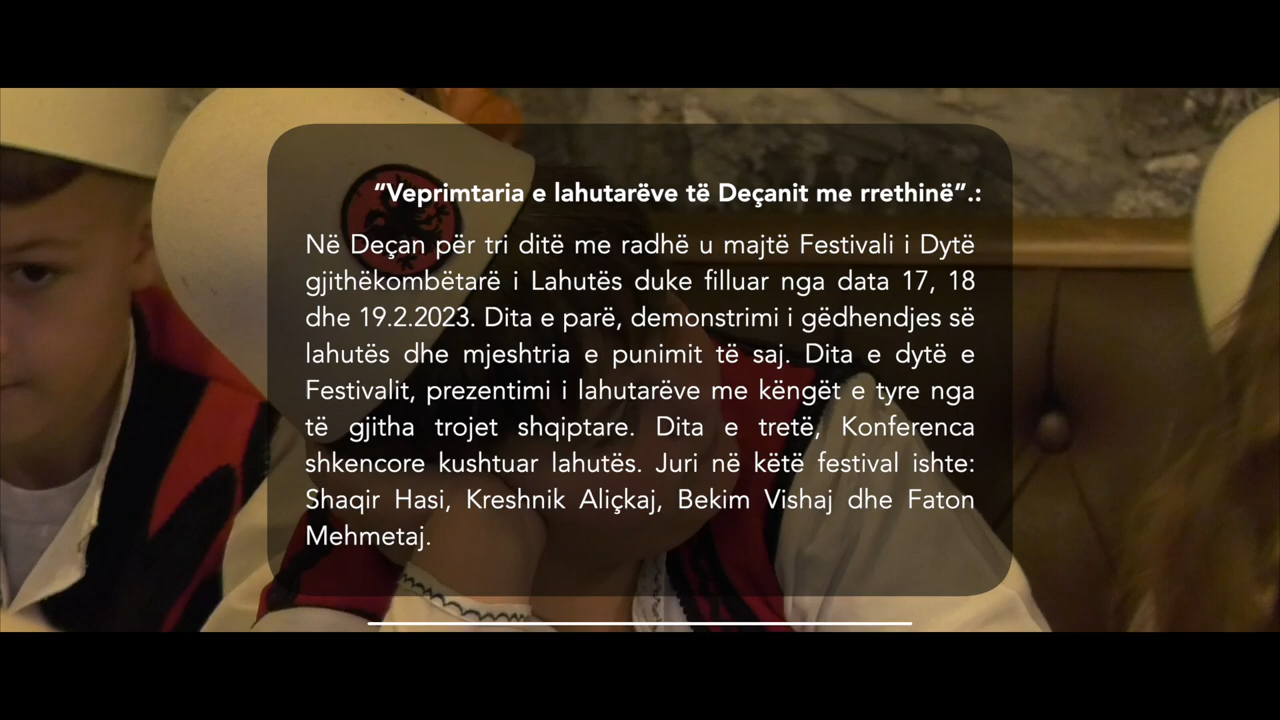 “Veprimtaria e lahutarëve të Deçanit me rrethinë”.:
Në Deçan për tri ditë me radhë u majtë Festivali i Dytë
gjithëkombëtarë i Lahutës duke filluar nga data 17, 18
dhe 19.2.2023. Dita e parë, demonstrimi i gëdhendjes së
lahutës dhe mjeshtria e punimit të saj. Dita e dytë e
Festivalit, prezentimi i lahutarëve me këngët e tyre nga
të gjitha trojet shqiptare. Dita e tretë, Konferenca
shkencore kushtuar lahutës. Juri në këtë festival ishte:
Shaqir Hasi, Kreshnik Aliçkaj, Bekim Vishaj dhe Faton
Mehmetaj.